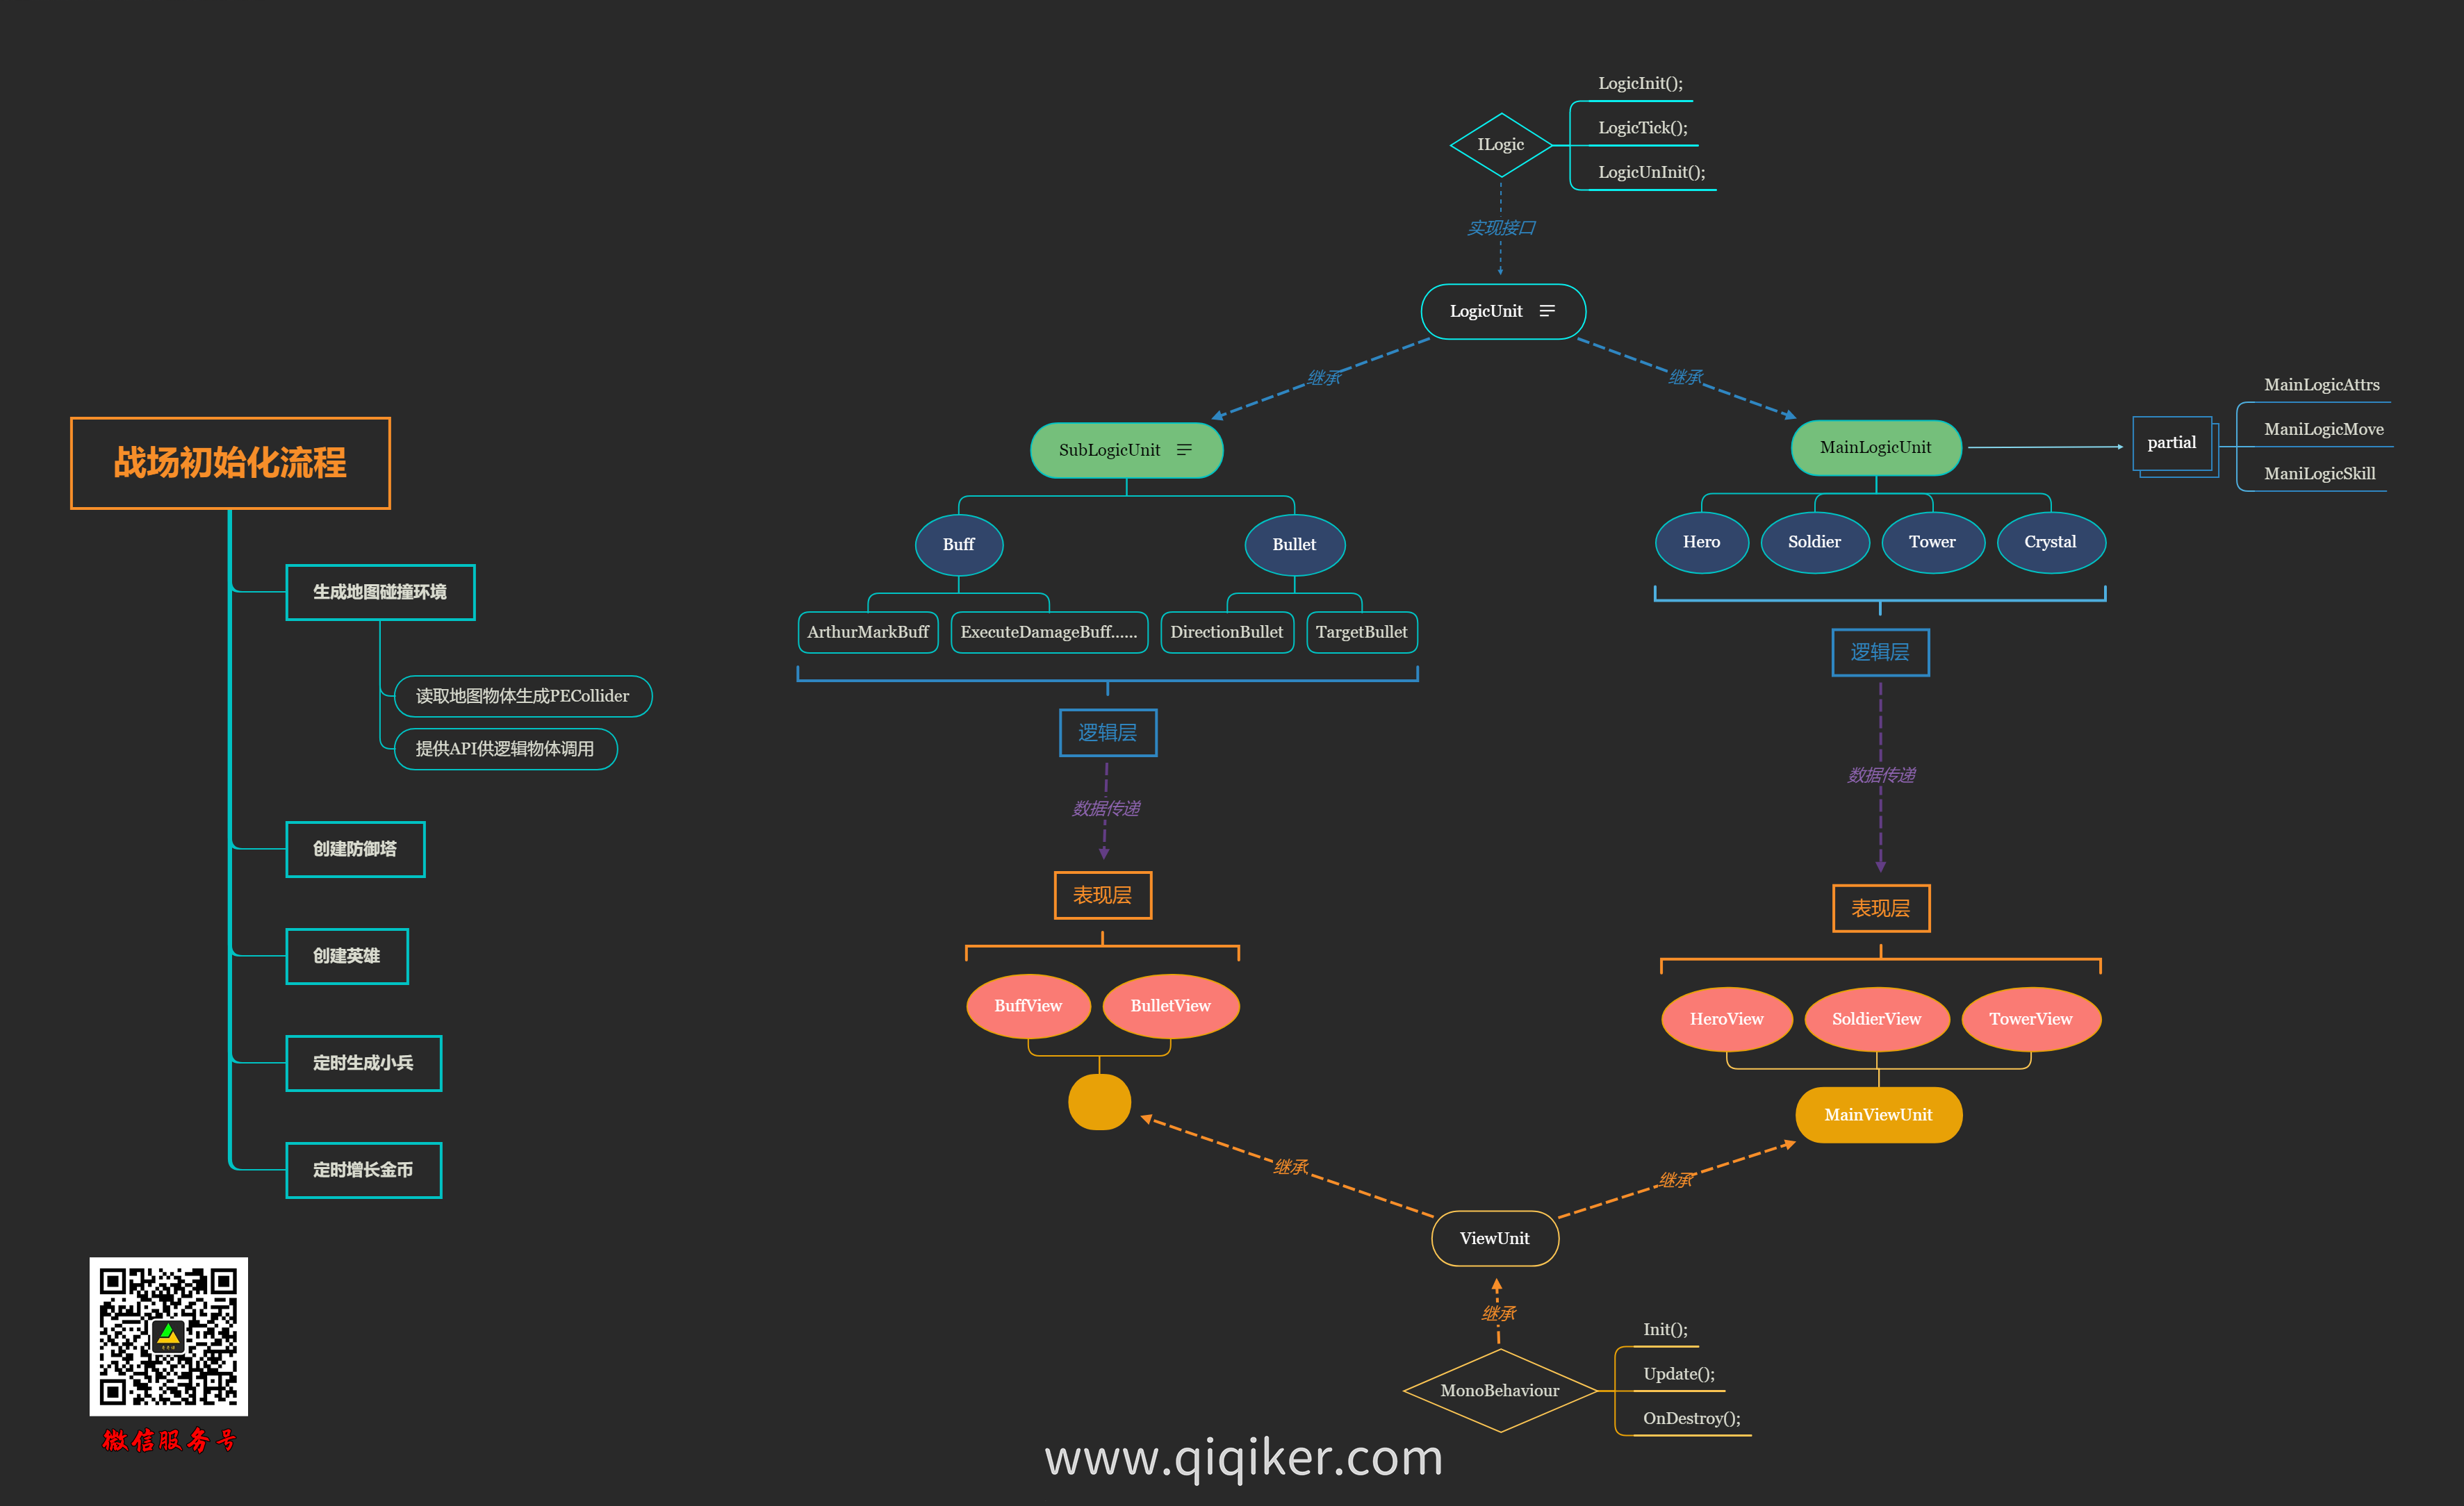 战场初始化流程
生成地图碰撞环境
读取地图物体生成PECollider
提供API供逻辑物体调用
创建防御塔
创建英雄
定时生成小兵
定时增长金币
微信服务号
ILogic
LogicInit();
LogicTick();
LogicUnInit();
实现接口
LogicUnit
继承
继承
SubLogicUnit
Buff
Bullet
ArthurMarkBuff
ExecuteDamageBuff......
DirectionBullet
TargetBullet
逻辑层
数据传递
表现层
BuffView
BulletView
MainLogicUnit
partial
MainLogicAttrs
ManiLogicMove
ManiLogicSkill
Hero
Soldier
Tower
Crystal
逻辑层
数据传递
表现层
HeroView
SoldierView
TowerView
MainViewUnit
继承
继承
ViewUnit
继承
MonoBehaviour
Init();
Update();
OnDestroy();
www.qiqiker.com